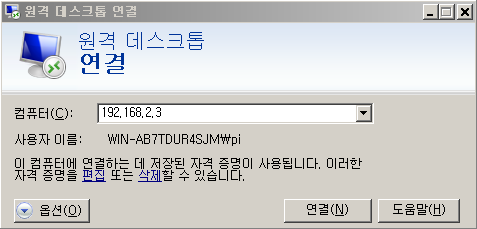 원격 데스크톱 연결
원격 데스크톱
연결
컴퓨터(C): 192.168.2.3
사용자 이름: WIN-AB7TDUR4SJM₩pi
이 컴퓨터에 연결하는 데 저장된 자격 증명이 사용됩니다. 이러한
자격 증명을 편집 또는 삭제할 수 있습니다.
옵션(O) 연결(N) 도움말(H)